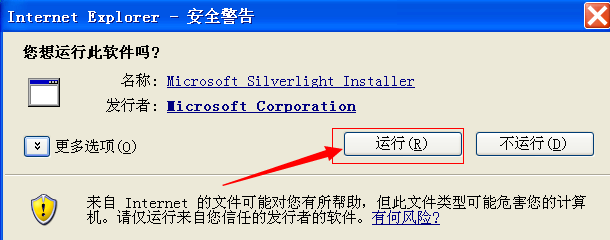 Internet Explorer - 安全警告
您想运行此软件吗?
名称: Microsoft Silverlight Installer
发行者: Microsoft Corporation
更多选项(O) 运行(R) 不运行(D)
来自 Internet 的文件可能对您有所帮助，但此文件类型可能危害您的计算
机。请仅运行来自您信任的发行者的软件。有何风险?